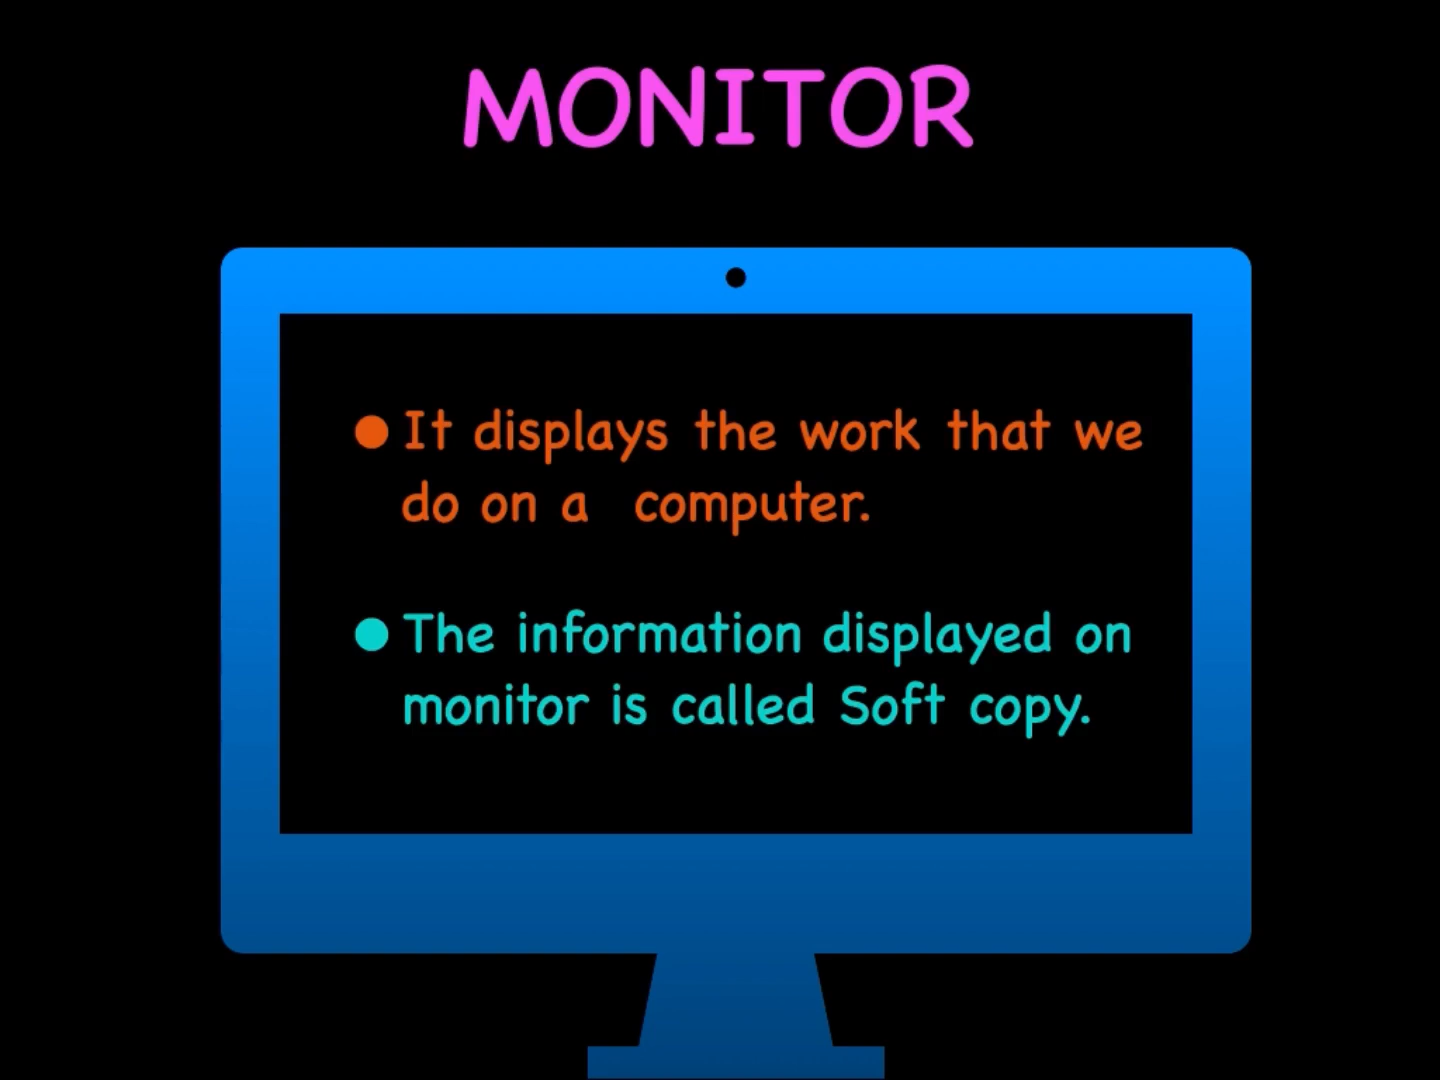 MONITOR
● It displays the work that we
do on a computer.
● The information displayed on
monitor is called Soft copy.